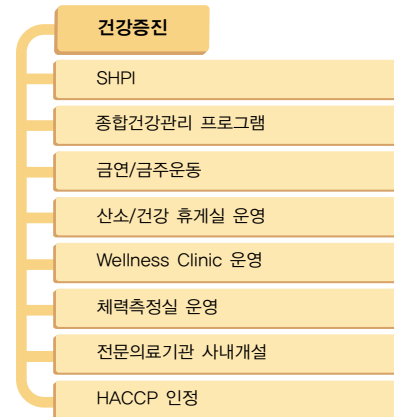 건강증진
SHPI
종합건강관리 프로그램
금연/금주운동
산소/건강 휴게실 운영
Wellness Clinic 운영
체력측정실 운영
전문의료기관 사내개설
HACCP 인정